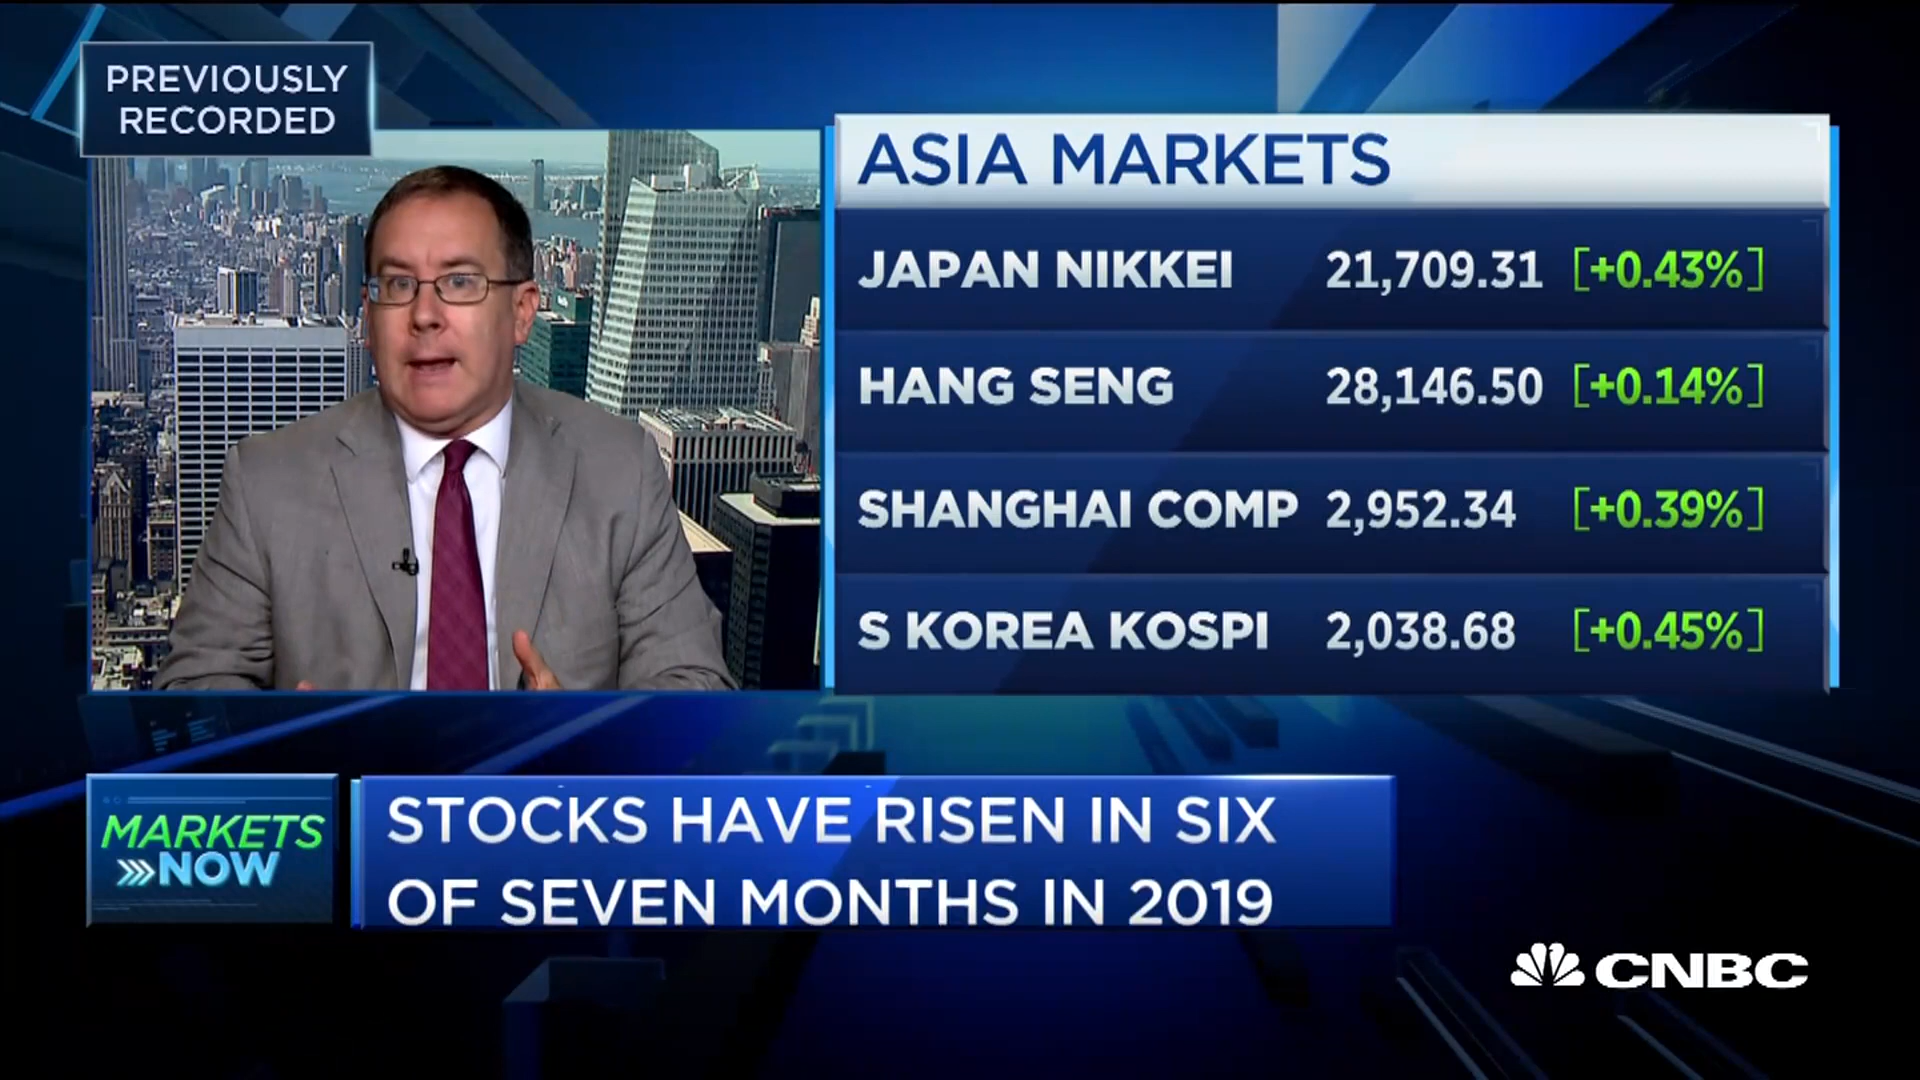 PREVIOUSLY
RECORDED
ASIA MARKETS
JAPAN NIKKEI 21,709.31 [+0.43%]
HANG SENG 28,146.50 [+0.14%]
SHANGHAI COMP 2,952.34 [+0.39%]
S KOREA KOSPI 2,038.68 [+0.45%]
MARKETS
NOW
STOCKS HAVE RISEN IN SIX
OF SEVEN MONTHS IN 2019
CNBC